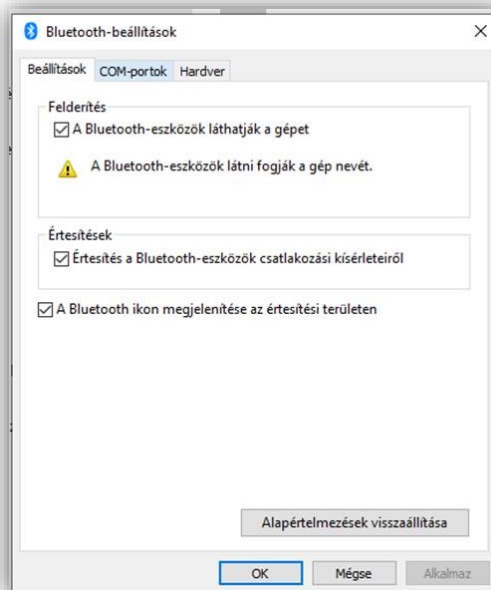 Bluetooth-beállítások
Beállítások COM-portok Hardver
Felderítés
A Bluetooth-eszközök láthatják a gépet
A Bluetooth-eszközök látni fogják a gép nevét.
Értesítések
Értesítés a Bluetooth-eszközök csatlakozási kísérleteiről
A Bluetooth ikon megjelenítése az értesítési területen
Alapértelmezések visszaállítása
OK Mégse Alkalmaz